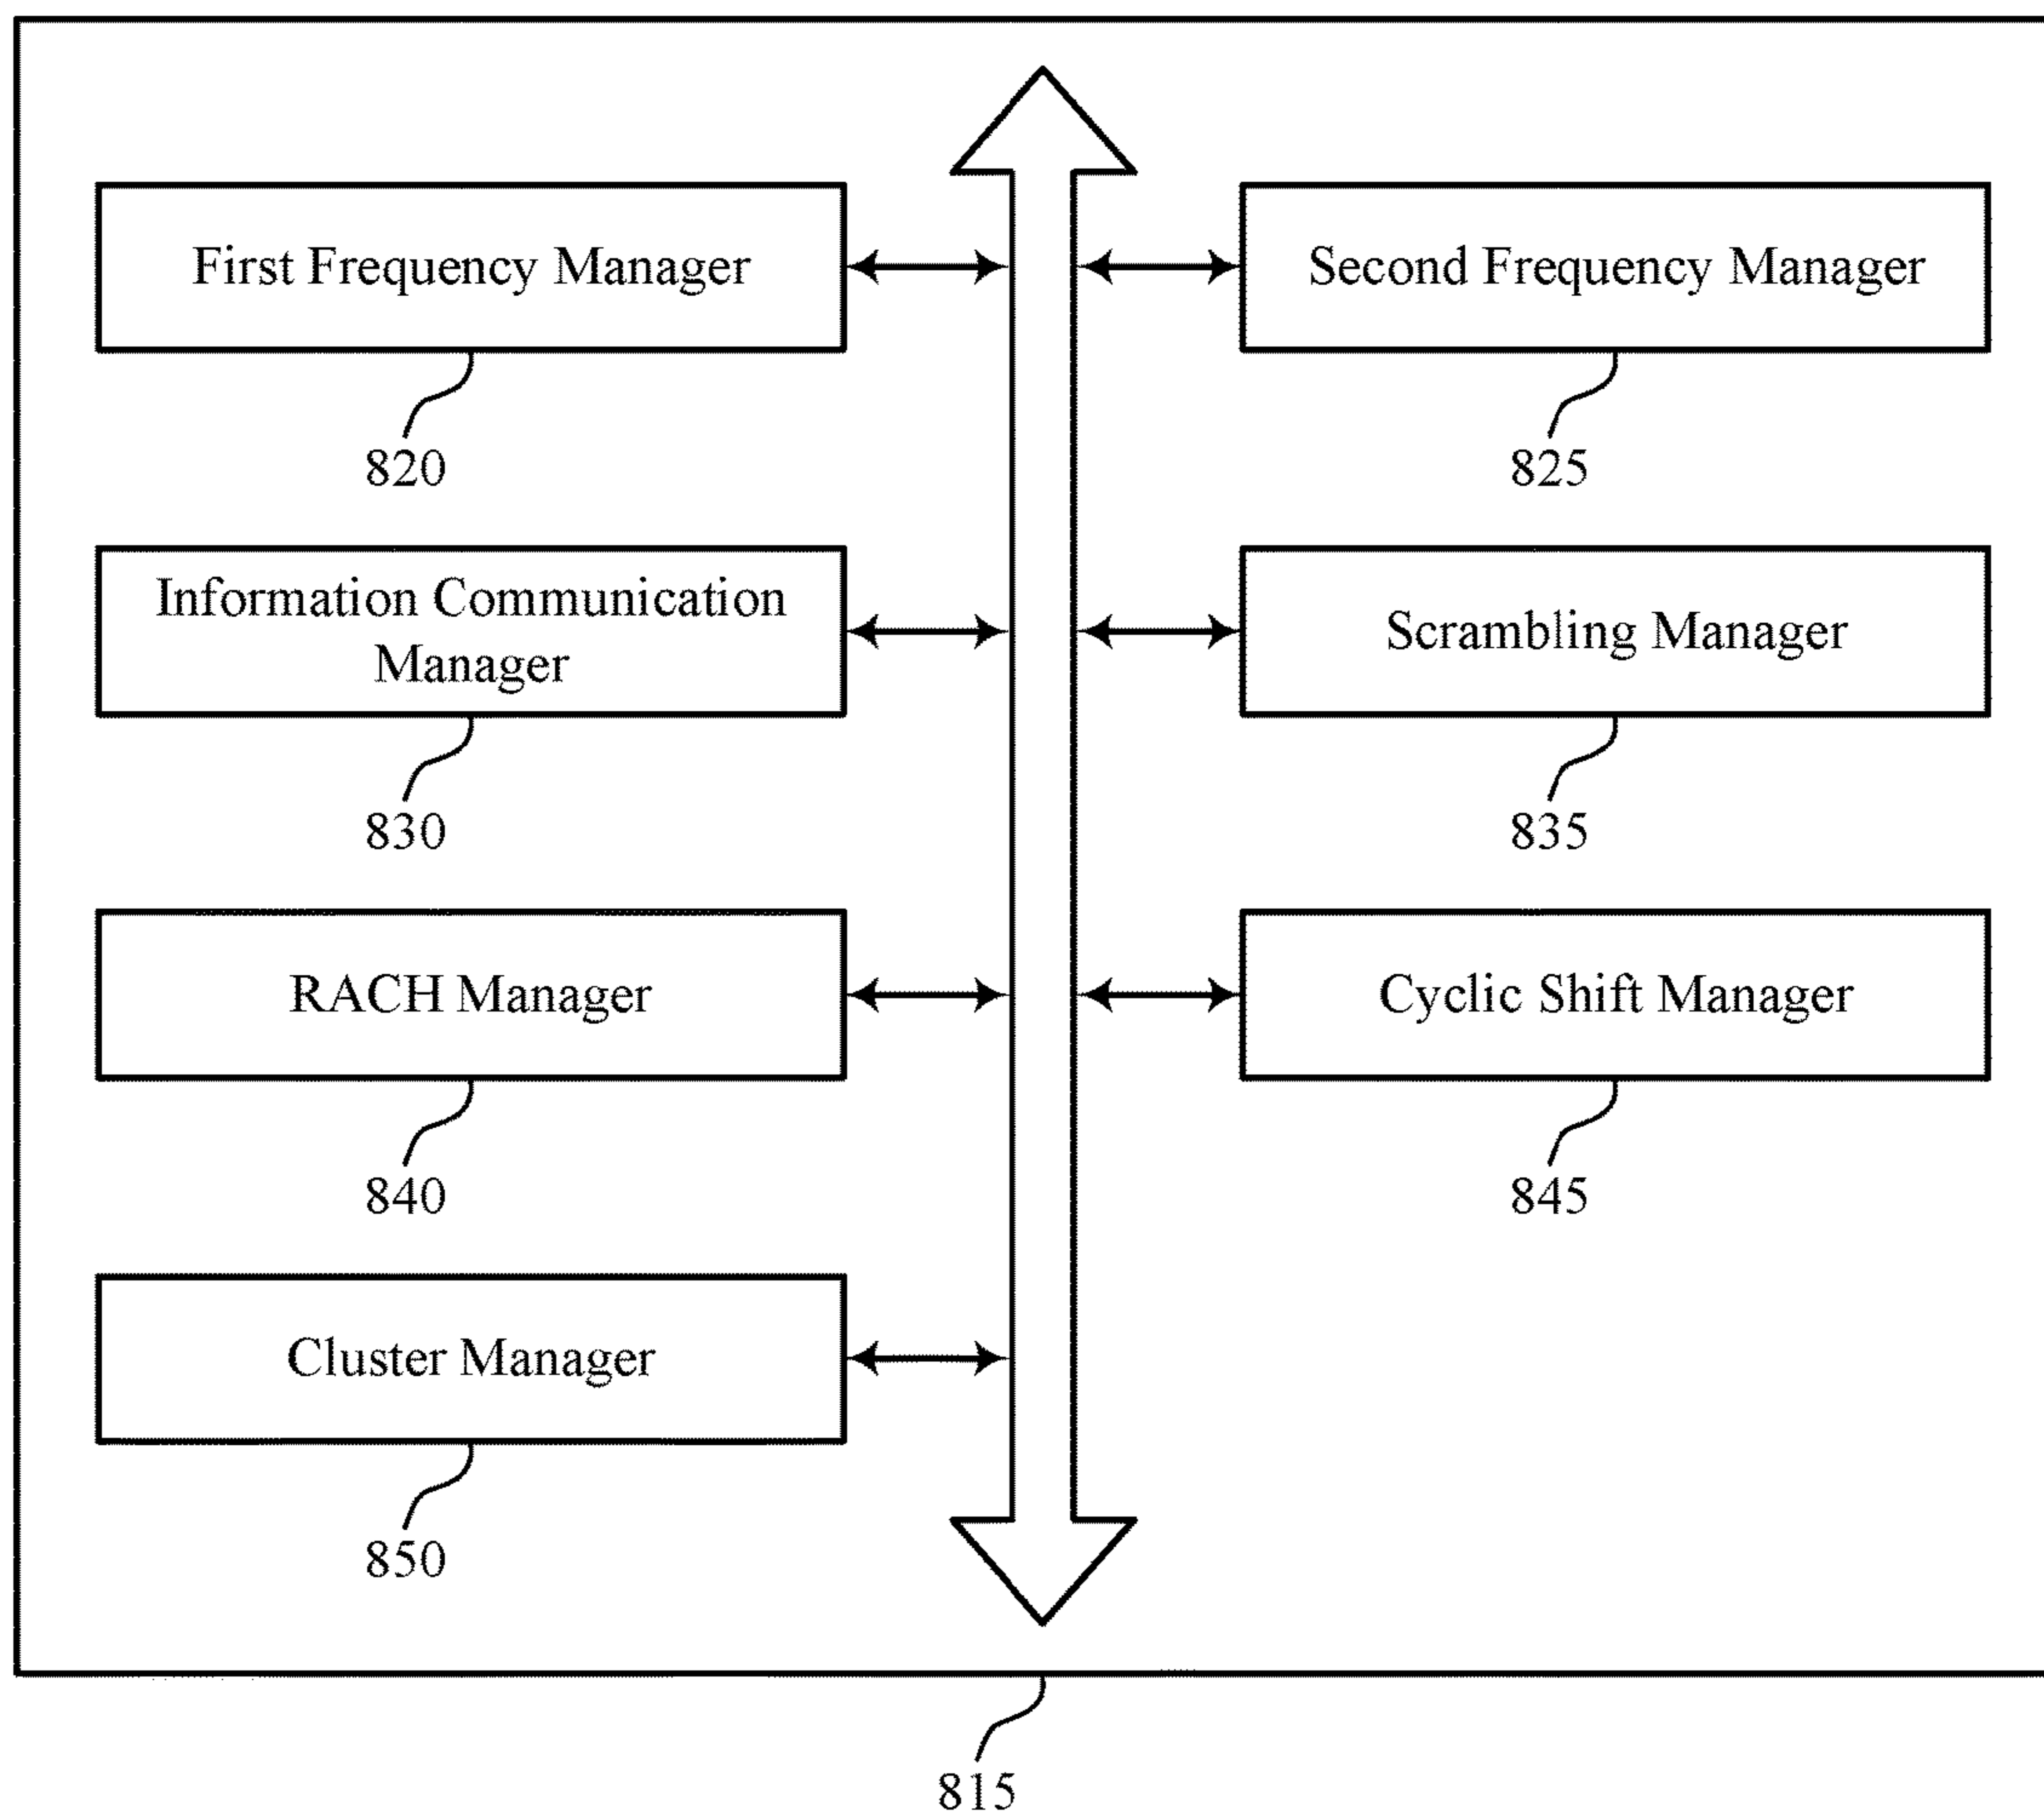 First Frequency Manager
Second Frequency Manager
820
825
Information Communication
Manager
Scrambling Manager
830
835
RACH Manager
Cyclic Shift Manager
840
845
Cluster Manager
850
815